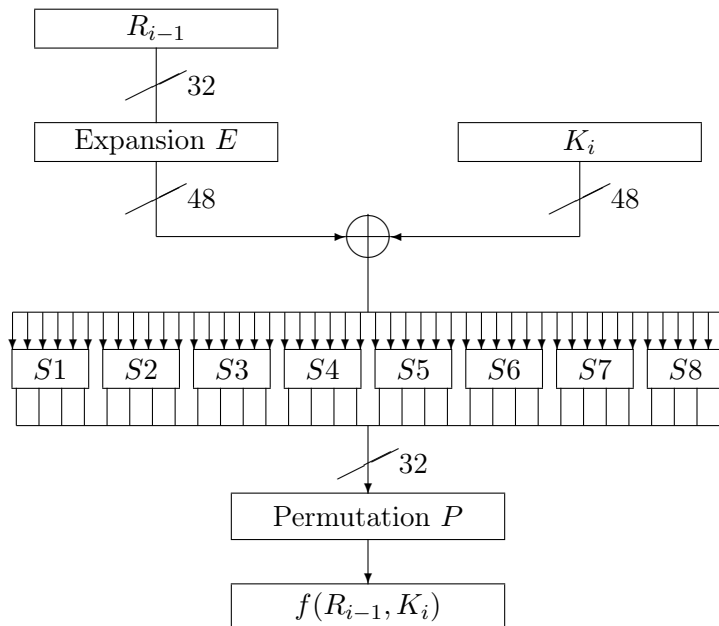 R_{i−1}
32
Expansion E
K_i
48
48
S1 S2 S3 S4 S5 S6 S7 S8
32
Permutation P
f(R_{i−1}, K_i)